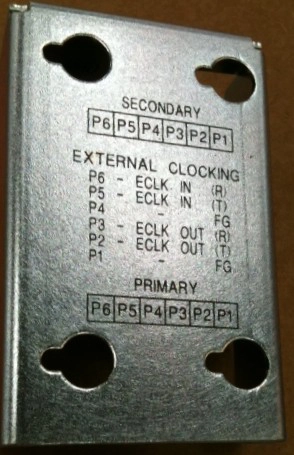 SECONDARY
P6 P5 P4 P3 P2 P1
EXTERNAL CLOCKING
P6 - ECLK IN (R)
P5 - ECLK IN (T)
P4 - FG
P3 - ECLK OUT (R)
P2 - ECLK OUT (T)
P1 - FG
PRIMARY
P6 P5 P4 P3 P2 P1